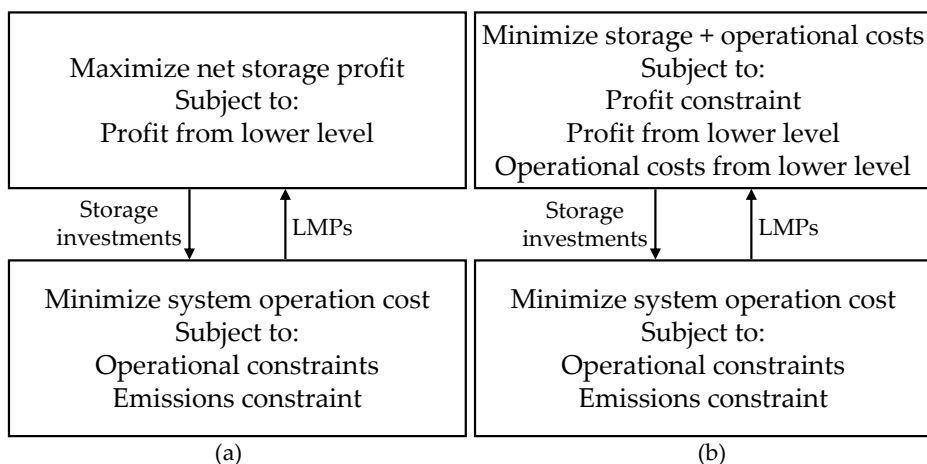 Maximize net storage profit
Subject to:
Profit from lower level
Storage
investments
LMPs
Minimize system operation cost
Subject to:
Operational constraints
Emissions constraint
(a)
Minimize storage + operational costs
Subject to:
Profit constraint
Profit from lower level
Operational costs from lower level
Storage
investments
LMPs
Minimize system operation cost
Subject to:
Operational constraints
Emissions constraint
(b)